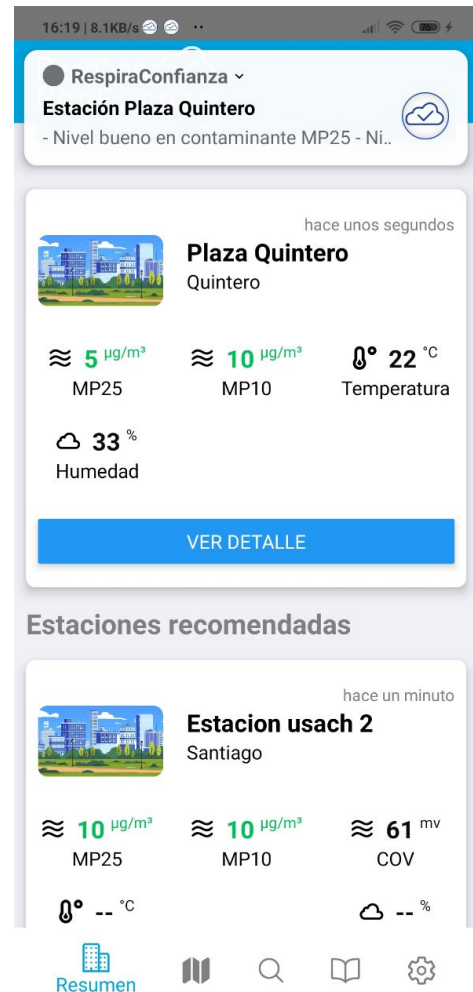 16:19 | 8.1KB/s
RespiraConfianza
Estación Plaza Quintero
- Nivel bueno en contaminante MP25 - Ni..
hace unos segundos
Plaza Quintero
Quintero
5 µg/m³
10 µg/m³
22 °C
MP25
MP10
Temperatura
33 %
Humedad
VER DETALLE
Estaciones recomendadas
hace un minuto
Estacion usach 2
Santiago
10 µg/m³
10 µg/m³
61 mv
MP25
MP10
COV
-- °C
-- %
Resumen